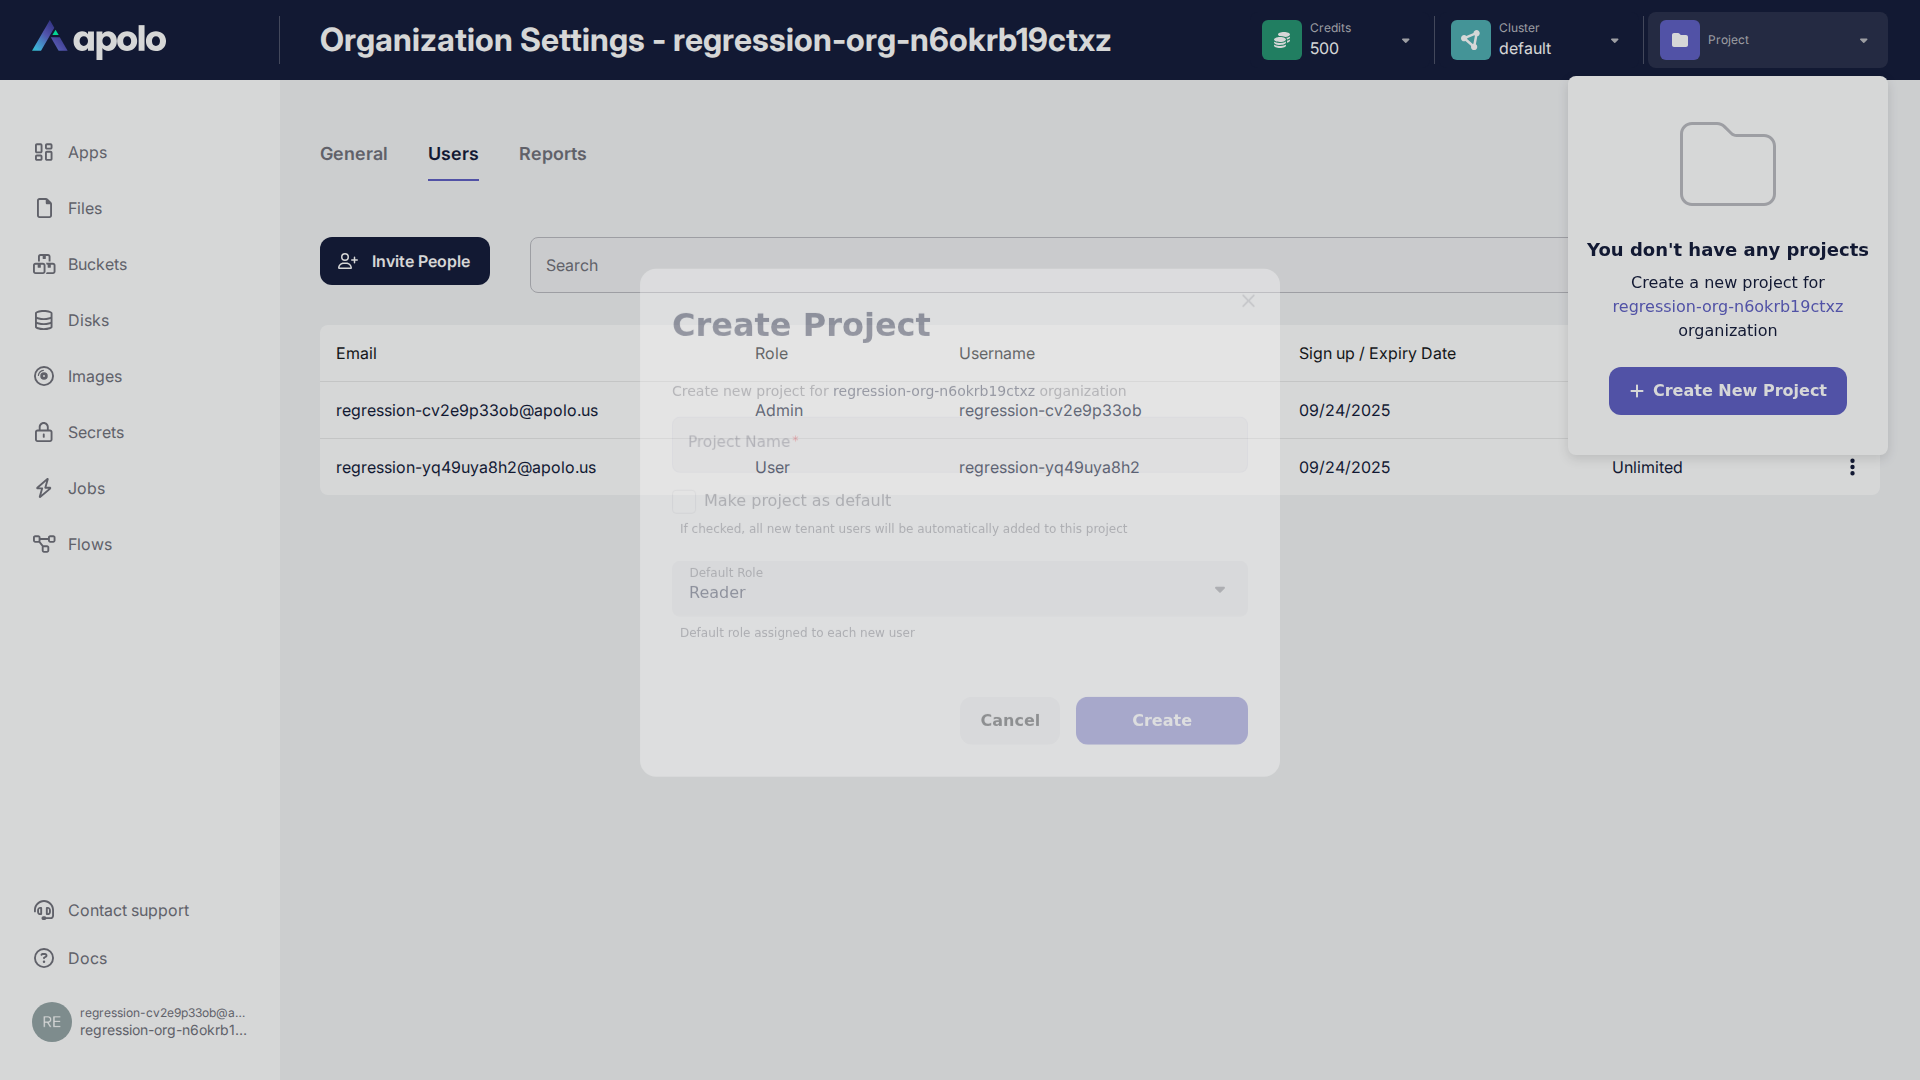 apolo
Organization Settings - regression-org-n6okrb19ctxz
Credits
500
Cluster
default
Project
Apps
Files
Buckets
Disks
Images
Secrets
Jobs
Flows
Contact support
Docs
RE
regression-cv2e9p33ob@a...
regression-org-n6okrb1...
General
Users
Reports
Invite People
Search
Email
Role
Username
Sign up / Expiry Date
regression-cv2e9p33ob@apolo.us
Admin
regression-cv2e9p33ob
09/24/2025
regression-yq49uya8h2@apolo.us
User
regression-yq49uya8h2
09/24/2025
Unlimited
You don't have any projects
Create a new project for
regression-org-n6okrb19ctxz
organization
Create New Project
Create Project
Create new project for regression-org-n6okrb19ctxz organization
Project Name*
Make project as default
If checked, all new tenant users will be automatically added to this project
Default Role
Reader
Default role assigned to each new user
Cancel
Create